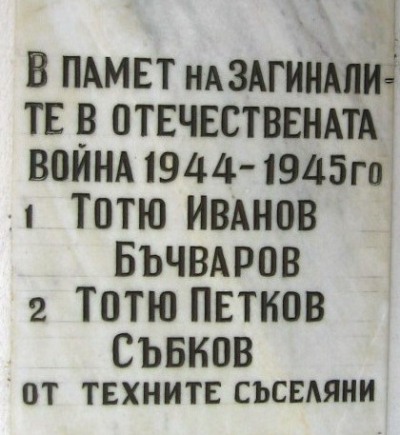 В ПАМЕТ НА ЗАГИНАЛИ-
ТЕ В ОТЕЧЕСТВЕНАТА
ВОЙНА 1944-1945ГО
1 ТОТЮ ИВАНОВ
БЪЧВАРОВ
2 ТОТЮ ПЕТКОВ
СЪБКОВ
ОТ ТЕХНИТЕ СЪСЕЛЯНИ